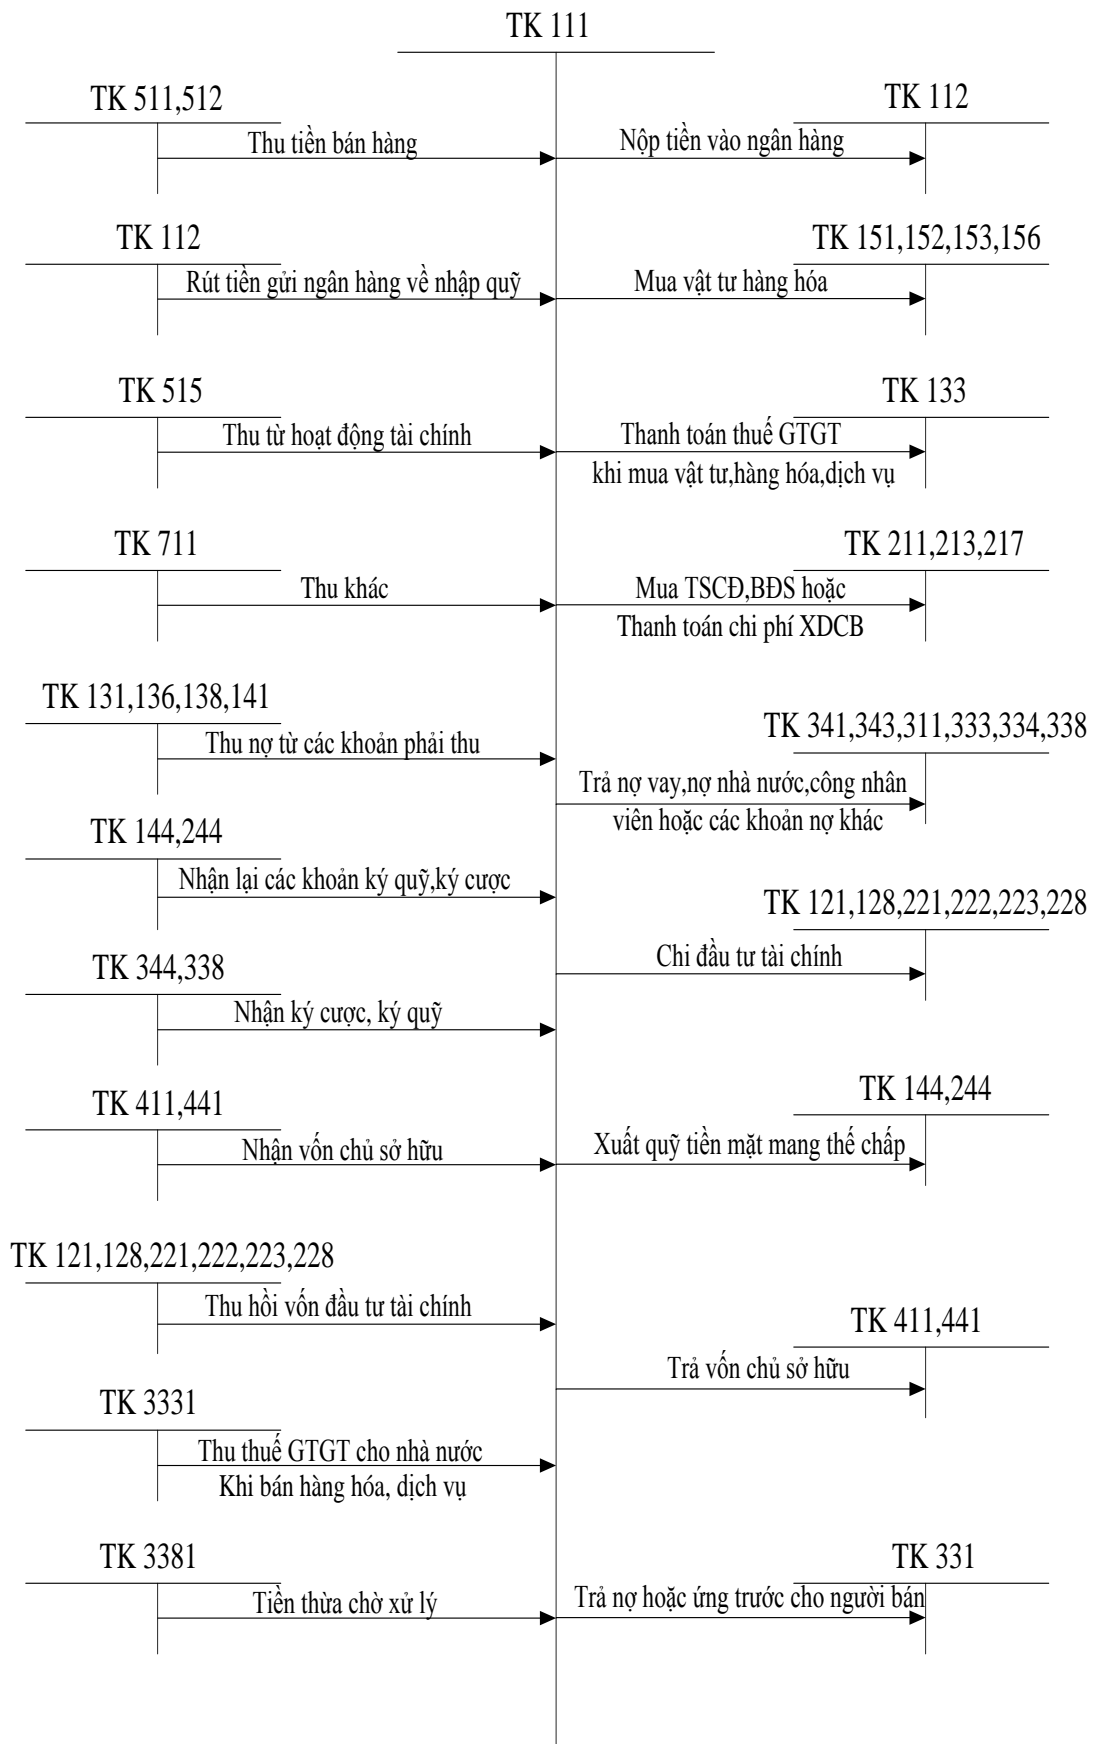 TK 111
TK 511,512
TK 112
Thu tiền bán hàng
Nộp tiền vào ngân hàng
TK 112
TK 151,152,153,156
Rút tiền gửi ngân hàng về nhập quỹ
Mua vật tư hàng hóa
TK 515
TK 133
Thu từ hoạt động tài chính
Thanh toán thuế GTGT
khi mua vật tư,hàng hóa,dịch vụ
TK 711
TK 211,213,217
Thu khác
Mua TSCĐ,BĐS hoặc
Thanh toán chi phí XDCB
TK 131,136,138,141
TK 341,343,311,333,334,338
Thu nợ từ các khoản phải thu
Trả nợ vay,nợ nhà nước,công nhân
viên hoặc các khoản nợ khác
TK 144,244
Nhận lại các khoản ký quỹ,ký cược
TK 121,128,221,222,223,228
Chi đầu tư tài chính
TK 344,338
Nhận ký cược, ký quỹ
TK 144,244
TK 411,441
Nhận vốn chủ sở hữu
Xuất quỹ tiền mặt mang thế chấp
TK 121,128,221,222,223,228
Thu hồi vốn đầu tư tài chính
TK 411,441
Trả vốn chủ sở hữu
TK 3331
Thu thuế GTGT cho nhà nước
Khi bán hàng hóa, dịch vụ
TK 3381
TK 331
Tiền thừa chờ xử lý
Trả nợ hoặc ứng trước cho người bán